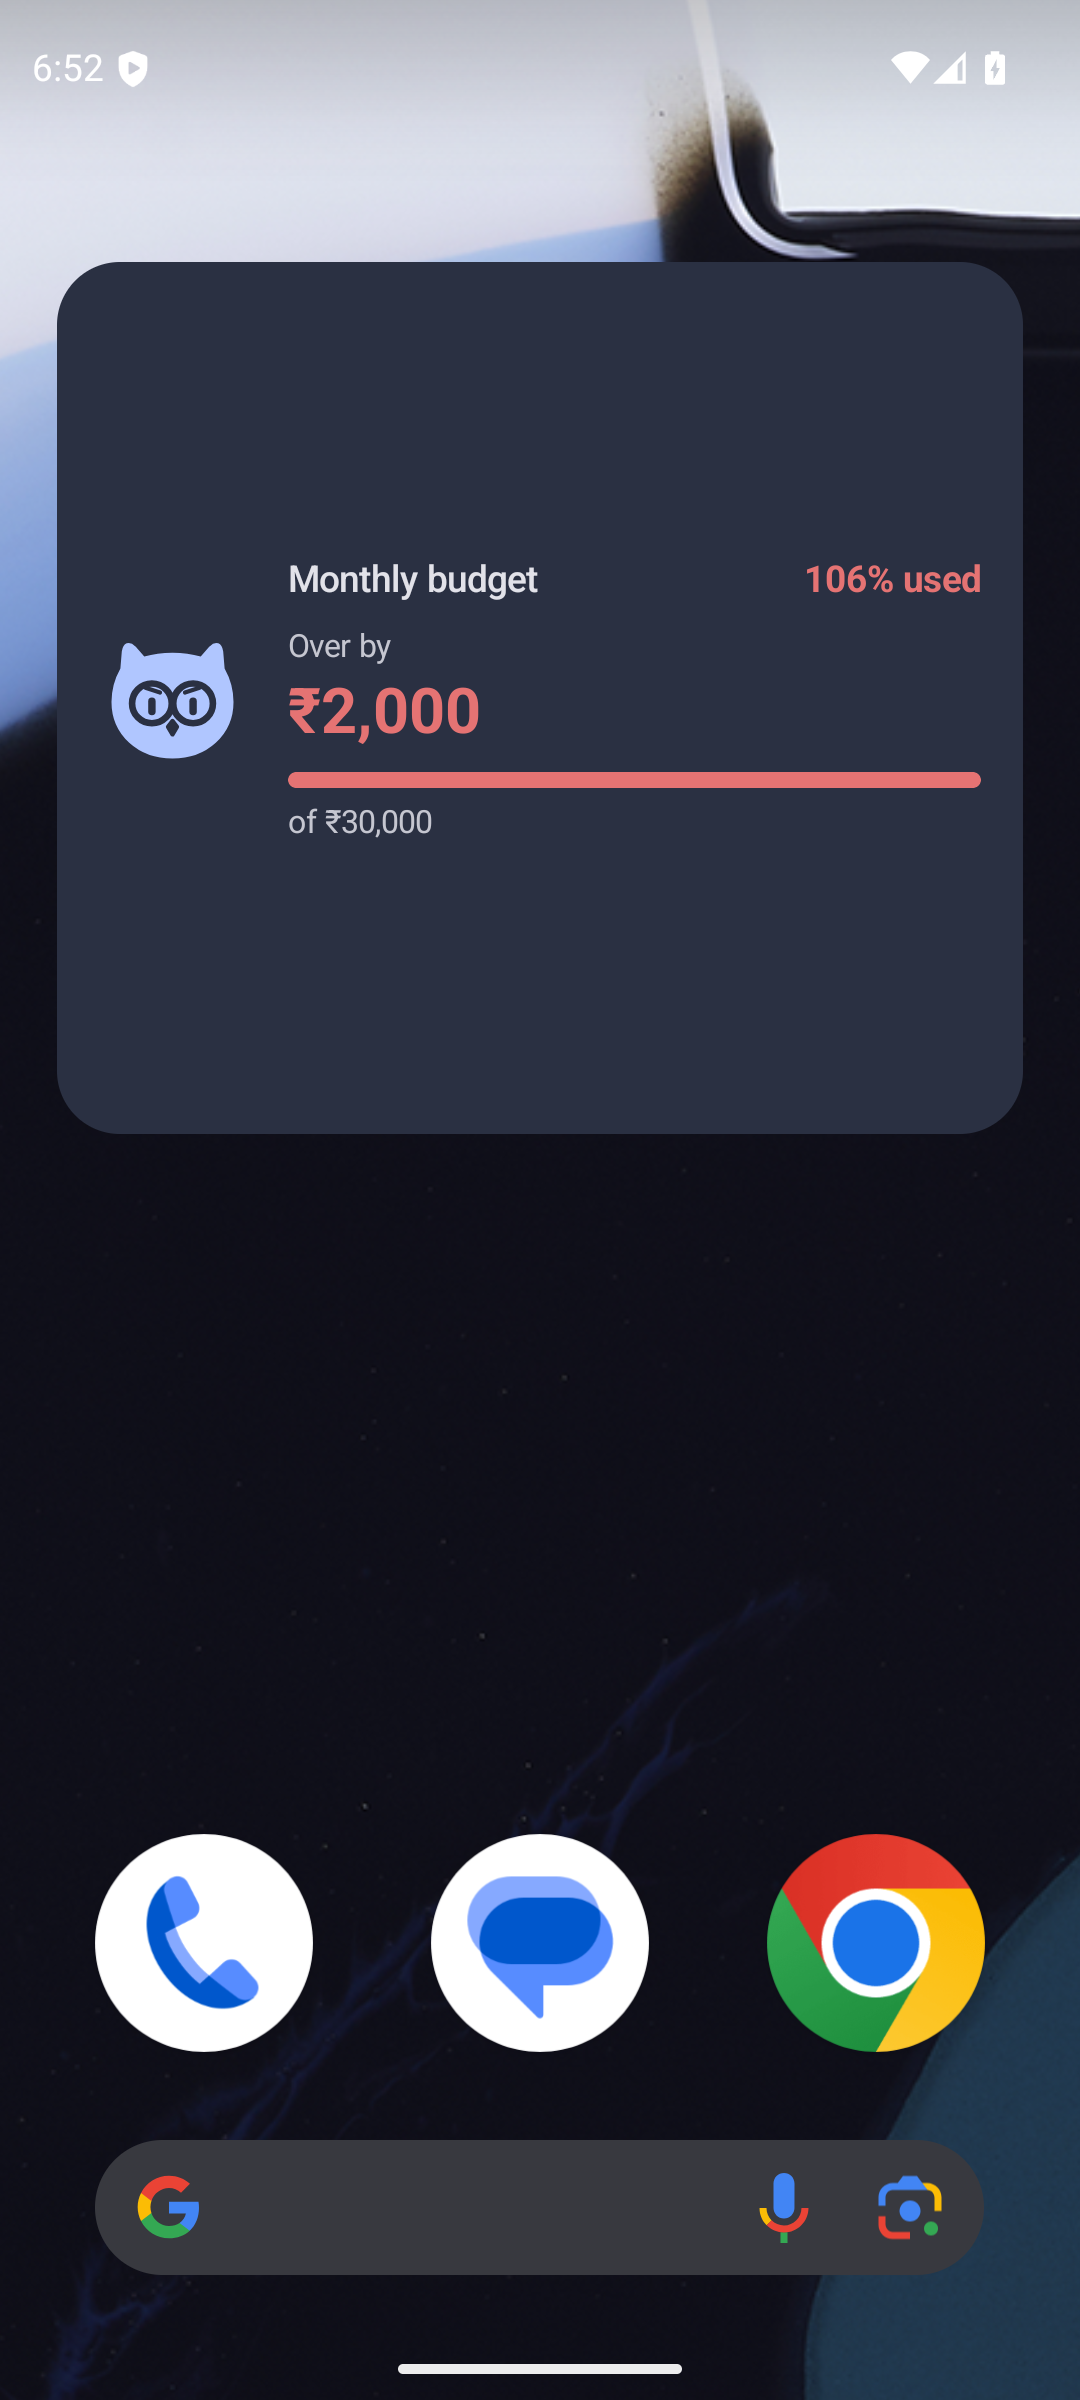 6:52
Monthly budget 106% used
Over by
₹2,000
of ₹30,000